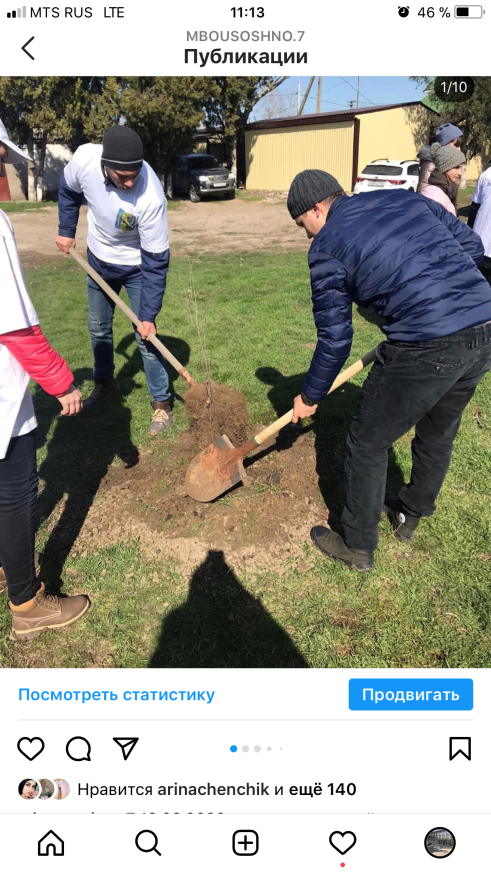 MTS RUS LTE 11:13 46 %
MBOUSOSHNO.7
Публикации
1/10
Посмотреть статистику
Продвигать
Нравится arinachenchik и ещё 140